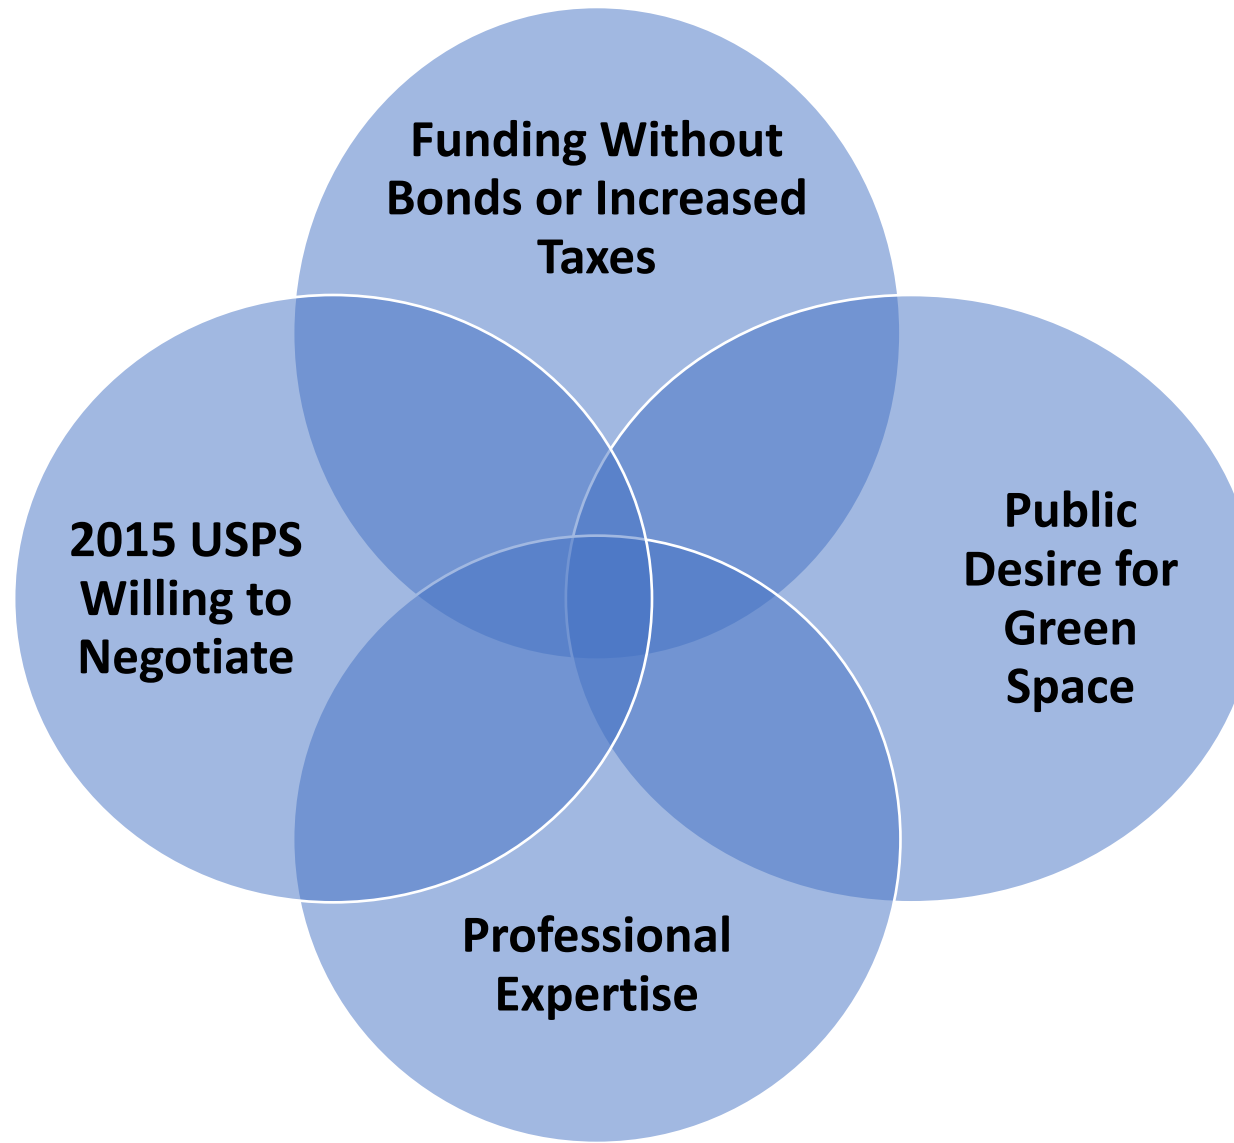 Funding Without
Bonds or Increased
Taxes
2015 USPS
Willing to
Negotiate
Public
Desire for
Green
Space
Professional
Expertise